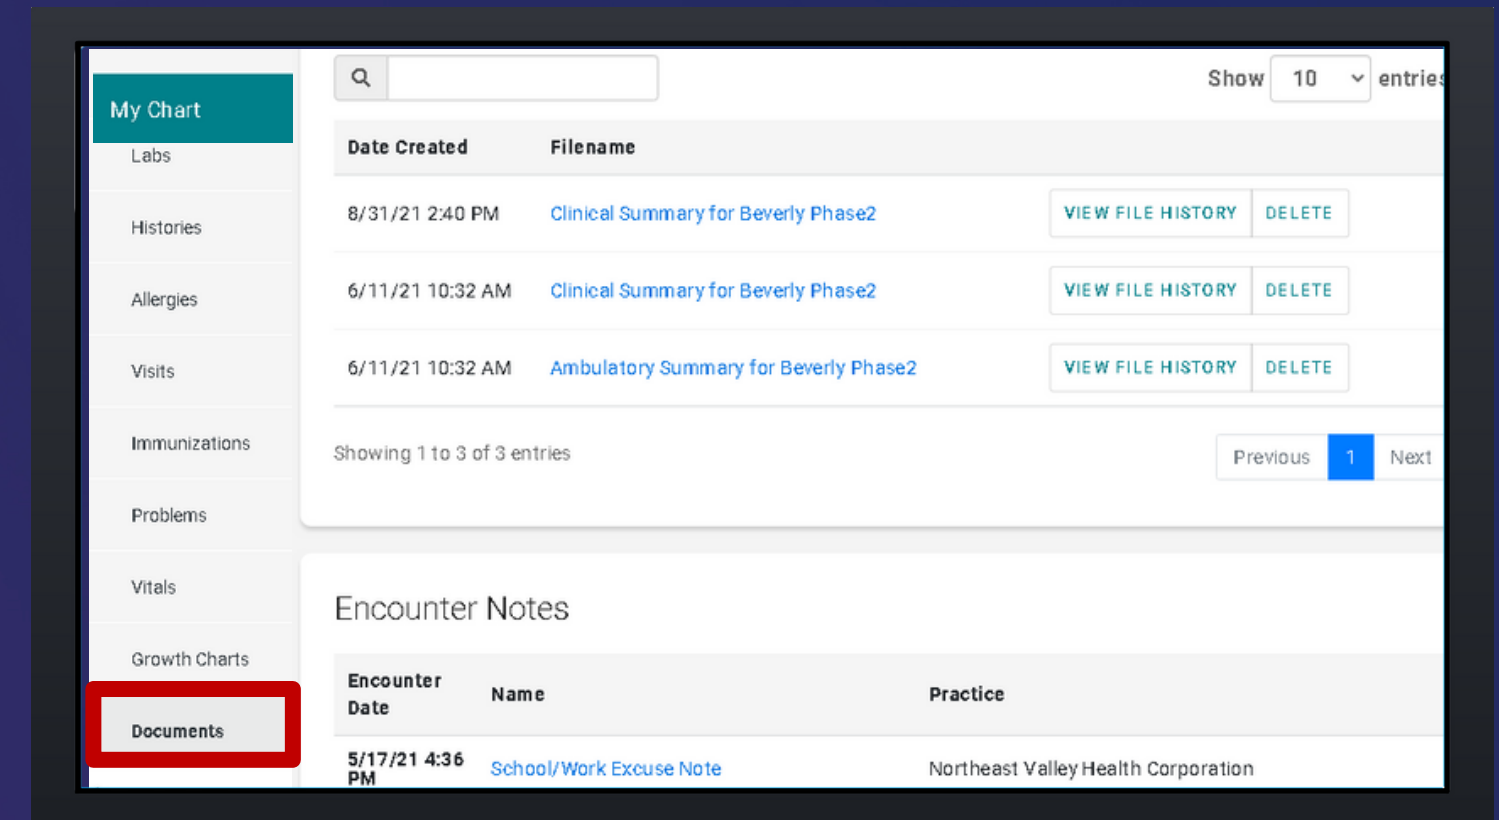 My Chart
Labs
Histories
Allergies
Visits
Immunizations
Problems
Vitals
Growth Charts
Documents
Show 10 entries
Date Created Filename
8/31/21 2:40 PM Clinical Summary for Beverly Phase2 VIEW FILE HISTORY DELETE
6/11/21 10:32 AM Clinical Summary for Beverly Phase2 VIEW FILE HISTORY DELETE
6/11/21 10:32 AM Ambulatory Summary for Beverly Phase2 VIEW FILE HISTORY DELETE
Showing 1 to 3 of 3 entries Previous 1 Next
Encounter Notes
Encounter
Date Name Practice
5/17/21 4:36
PM School/Work Excuse Note Northeast Valley Health Corporation